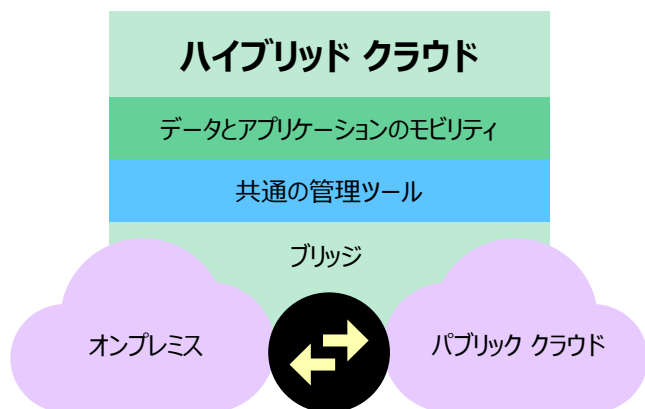 ハイブリッド クラウド
データとアプリケーションのモビリティ
共通の管理ツール
ブリッジ
オンプレミス
パブリック クラウド